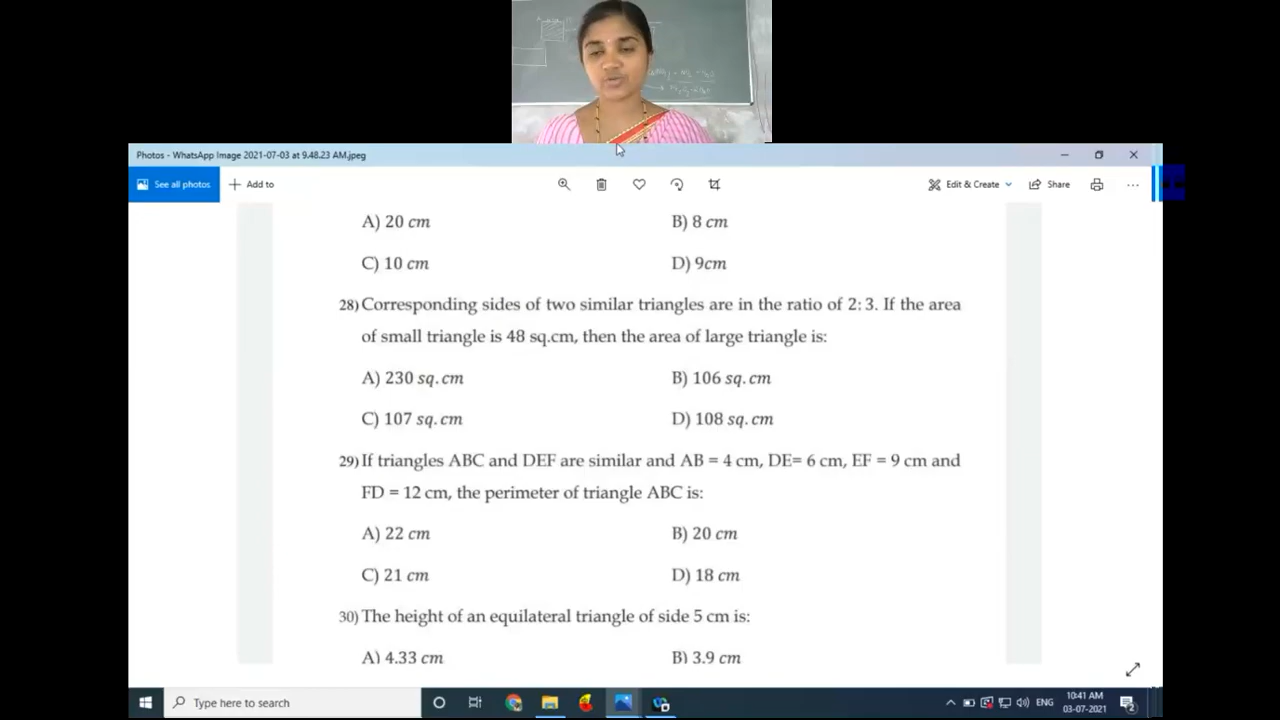 Photos - WhatsApp Image 2021-07-03 at 9.48.23 AM.jpeg
See all photos + Add to Edit & Create Share ...
A) 20 cm B) 8 cm
C) 10 cm D) 9cm
28) Corresponding sides of two similar triangles are in the ratio of 2: 3. If the area
of small triangle is 48 sq.cm, then the area of large triangle is:
A) 230 sq. cm B) 106 sq. cm
C) 107 sq. cm D) 108 sq. cm
29) If triangles ABC and DEF are similar and AB = 4 cm, DE= 6 cm, EF = 9 cm and
FD = 12 cm, the perimeter of triangle ABC is:
A) 22 cm B) 20 cm
C) 21 cm D) 18 cm
30) The height of an equilateral triangle of side 5 cm is:
A) 4.33 cm B) 3.9 cm
Type here to search ENG 10:41 AM
03-07-2021 2